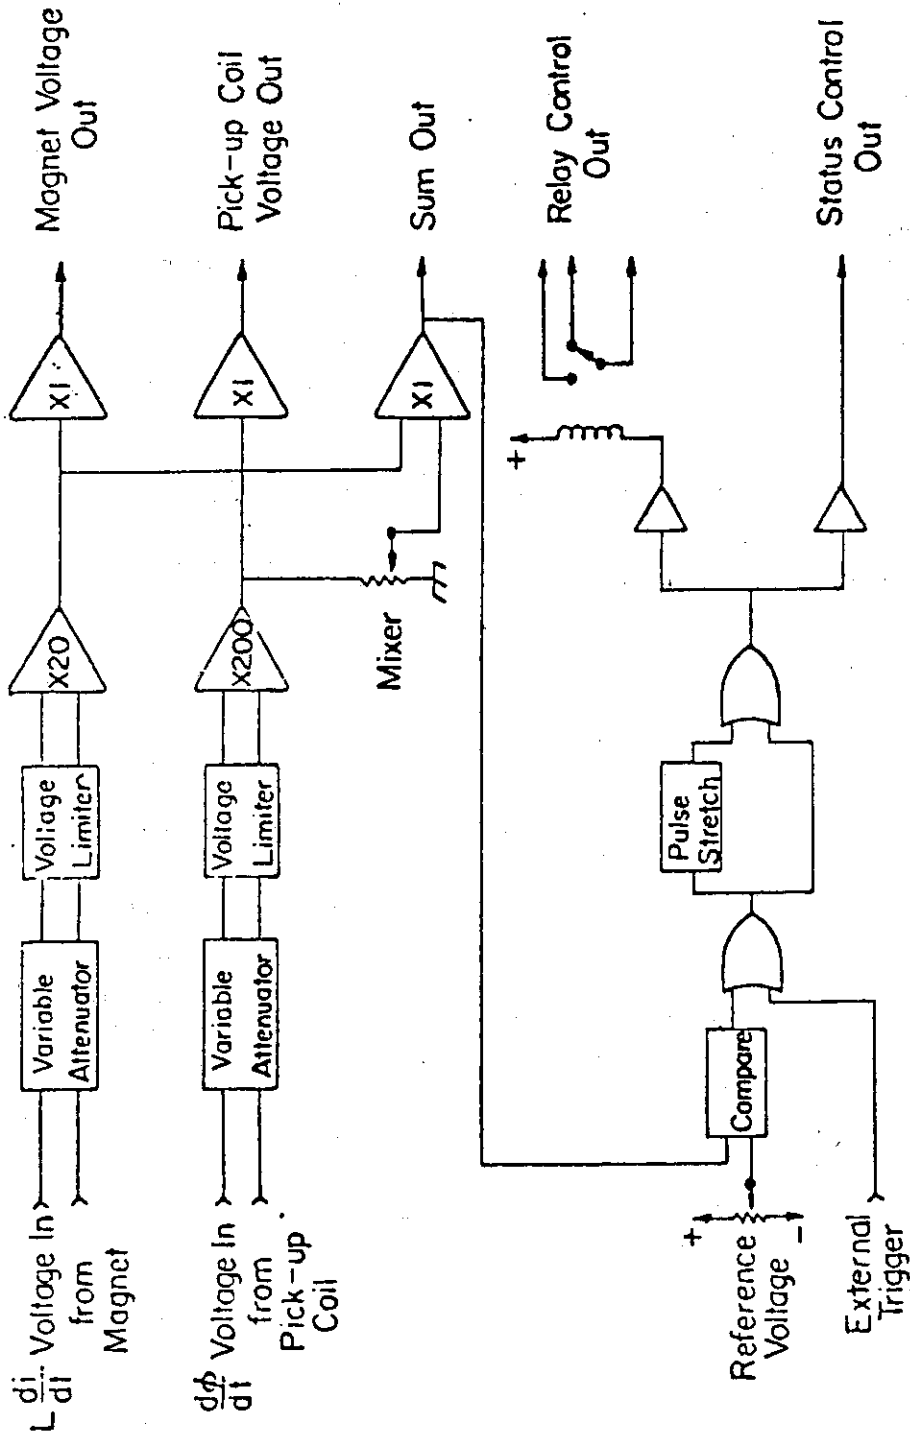 L di/dt Voltage In
from
Magnet
Variable
Attenuator
Voltage
Limiter
X20
X1
Magnet Voltage
Out
dϕ/dt Voltage In
from
Pick-up
Coil
Variable
Attenuator
Voltage
Limiter
X200
X1
Pick-up Coil
Voltage Out
Mixer
X1
Sum Out
+
Relay Control
Out
+
-
Reference
Voltage
Compare
External
Trigger
Pulse
Stretch
Status Control
Out